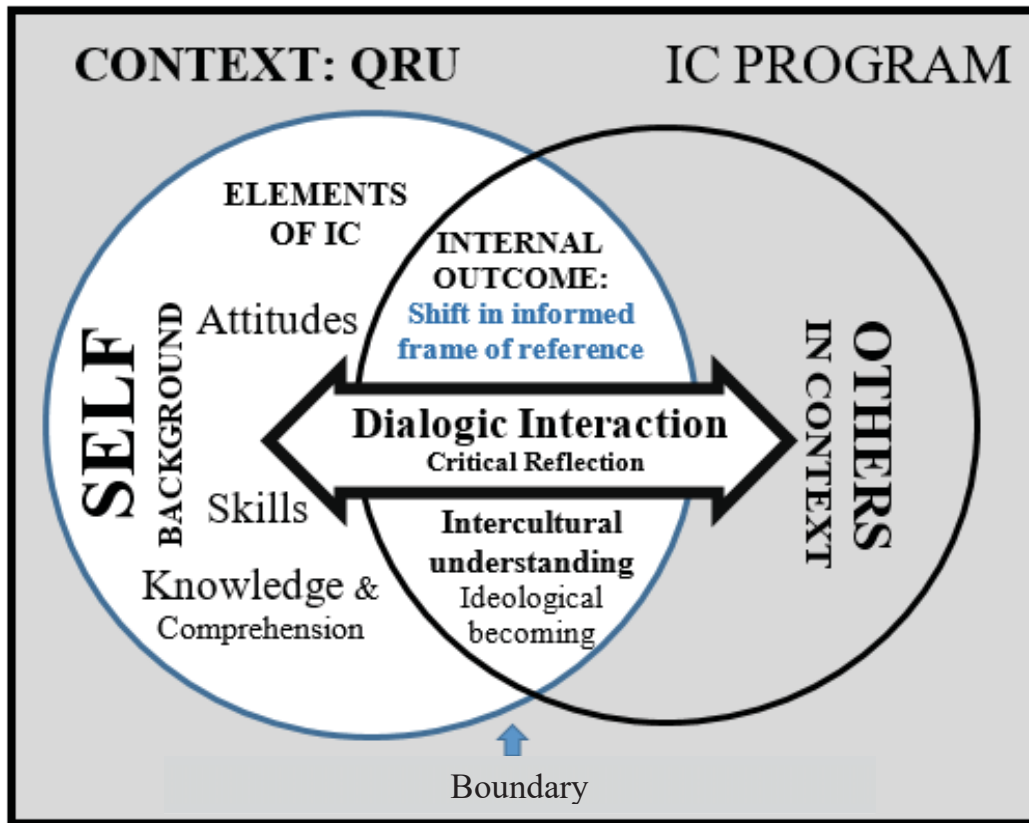 CONTEXT: QRU
IC PROGRAM
ELEMENTS
OF IC
SELF
BACKGROUND
Attitudes
Skills
Knowledge &
Comprehension
INTERNAL
OUTCOME:
Shift in informed
frame of reference
Dialogic Interaction
Critical Reflection
Intercultural
understanding
Ideological
becoming
OTHERS
IN CONTEXT
Boundary